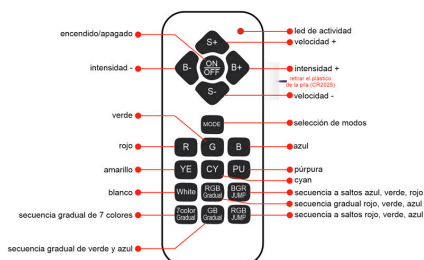 encendido/apagado
led de actividad
S+
velocidad +
intensidad -
B-
ON
OFF
B+
intensidad +
retirar el plástico
de la pila (CR2025)
S-
velocidad -
verde
MODE
selección de modos
rojo
R
G
B
azul
amarillo
YE
CY
PU
púrpura
cyan
blanco
White
RGB
Gradual
BGR
JUMP
secuencia a saltos azul, verde, rojo
secuencia gradual rojo, verde, azul
secuencia gradual de 7 colores
7color
Gradual
GB
Gradual
RGB
JUMP
secuencia a saltos rojo, verde, azul
secuencia gradual de verde y azul